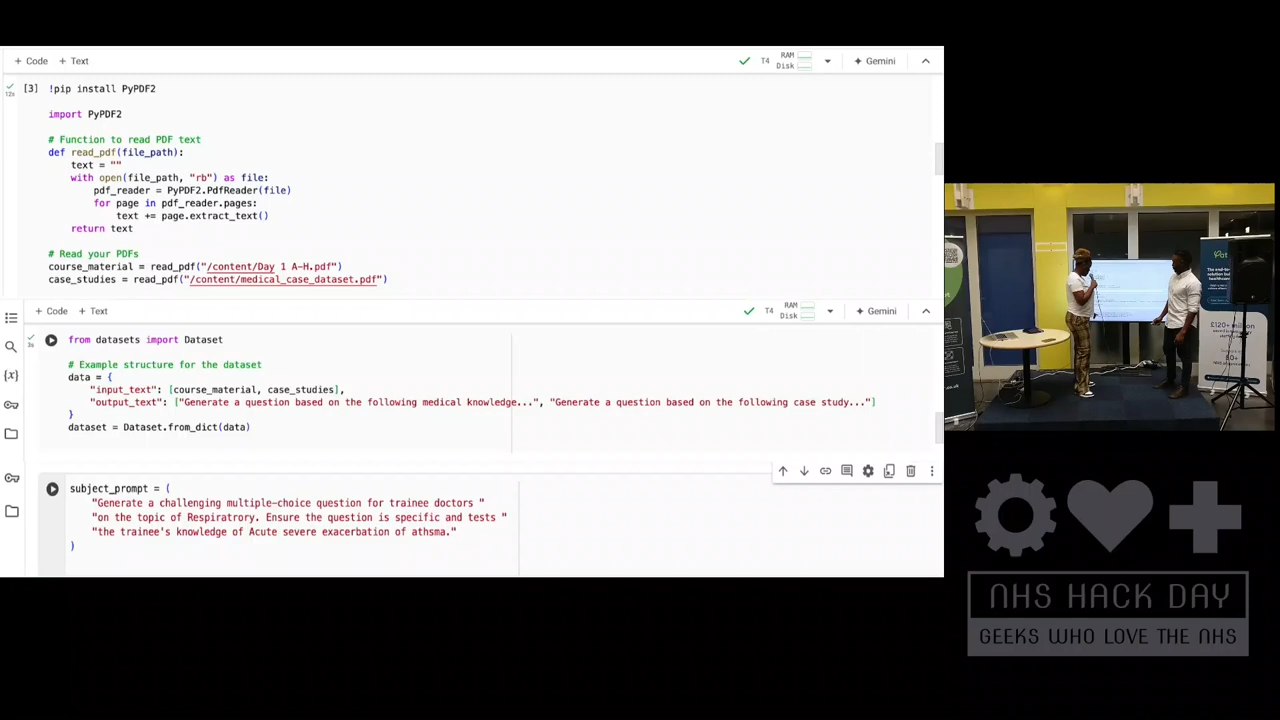 + Code + Text
RAM
T4
Disk
Gemini
[3] !pip install PyPDF2
12s
import PyPDF2
# Function to read PDF text
def read_pdf(file_path):
text = ""
with open(file_path, "rb") as file:
pdf_reader = PyPDF2.PdfReader(file)
for page in pdf_reader.pages:
text += page.extract_text()
return text
# Read your PDFs
course_material = read_pdf("/content/Day 1 A-H.pdf")
case_studies = read_pdf("/content/medical_case_dataset.pdf")
+ Code + Text
RAM
T4
Disk
Gemini
3s
from datasets import Dataset
# Example structure for the dataset
data = {
"input_text": [course_material, case_studies],
"output_text": ["Generate a question based on the following medical knowledge...", "Generate a question based on the following case study..."]
}
dataset = Dataset.from_dict(data)
{x}
subject_prompt = (
"Generate a challenging multiple-choice question for trainee doctors "
"on the topic of Respiratrory. Ensure the question is specific and tests "
"the trainee's knowledge of Acute severe exacerbation of athsma."
)
The end-to
£120+ million
NHS HACK DAY
GEEKS WHO LOVE THE NHS